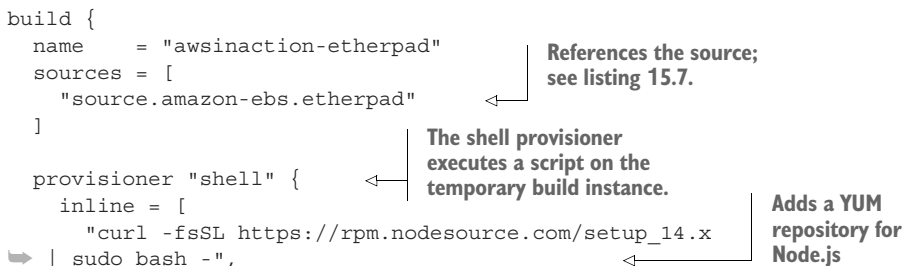 build {
name = "awsinaction-etherpad"
sources = [
"source.amazon-ebs.etherpad"
]
References the source;
see listing 15.7.
provisioner "shell" {
The shell provisioner
executes a script on the
temporary build instance.
inline = [
"curl -fsSL https://rpm.nodesource.com/setup_14.x
➥ | sudo bash -",
Adds a YUM
repository for
Node.js